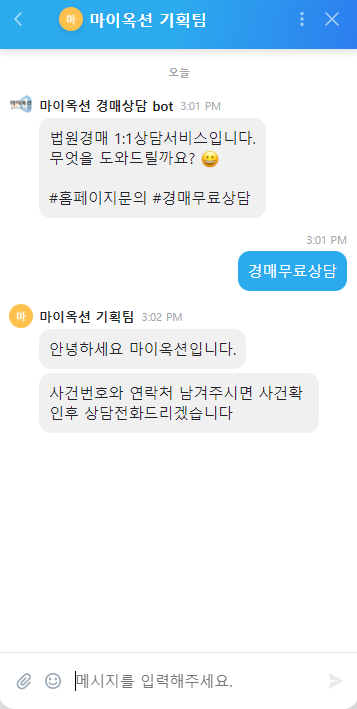 마 마이옥션 기획팀
오늘
마이옥션 경매상담 bot 3:01 PM
법원경매 1:1상담서비스입니다.
무엇을 도와드릴까요? 😀
#홈페이지문의 #경매무료상담
3:01 PM
경매무료상담
마 마이옥션 기획팀 3:02 PM
안녕하세요 마이옥션입니다.
사건번호와 연락처 남겨주시면 사건확
인후 상담전화드리겠습니다
메시지를 입력해주세요.